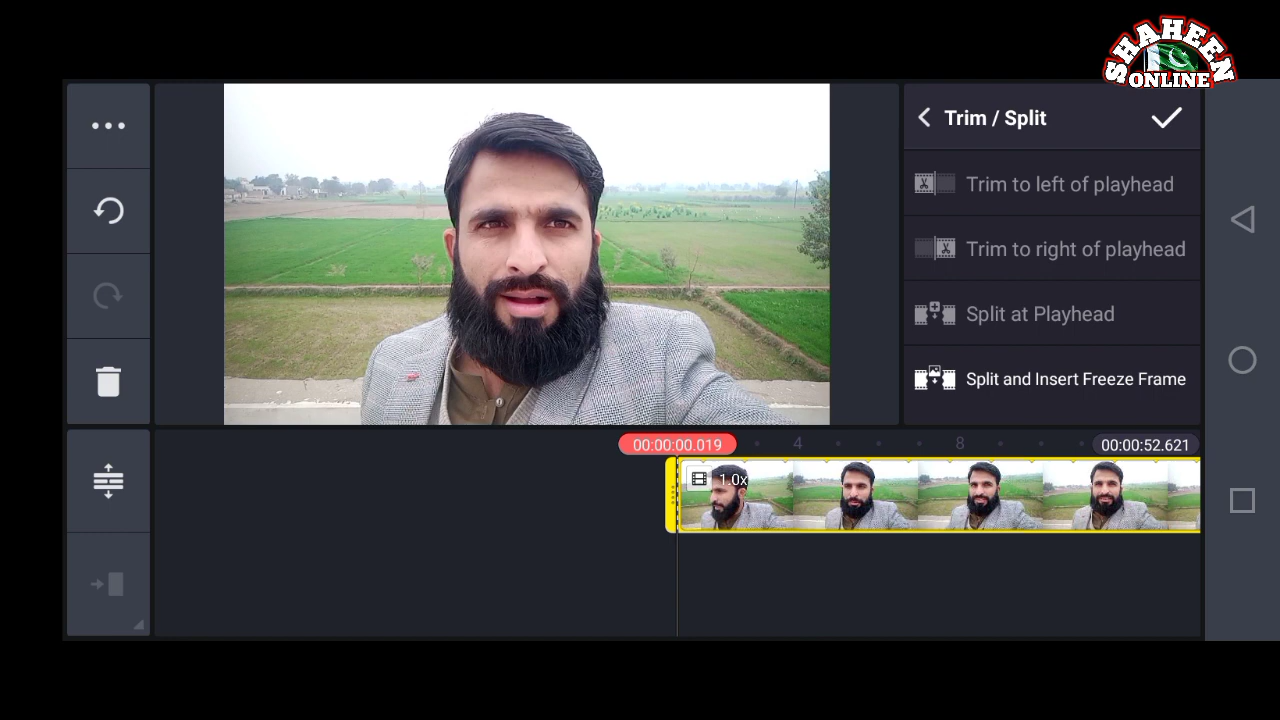 SHAHEEN
ONLINE
Trim / Split
Trim to left of playhead
Trim to right of playhead
Split at Playhead
Split and Insert Freeze Frame
00:00:00.019
4
8
00:00:52.621
1.0x